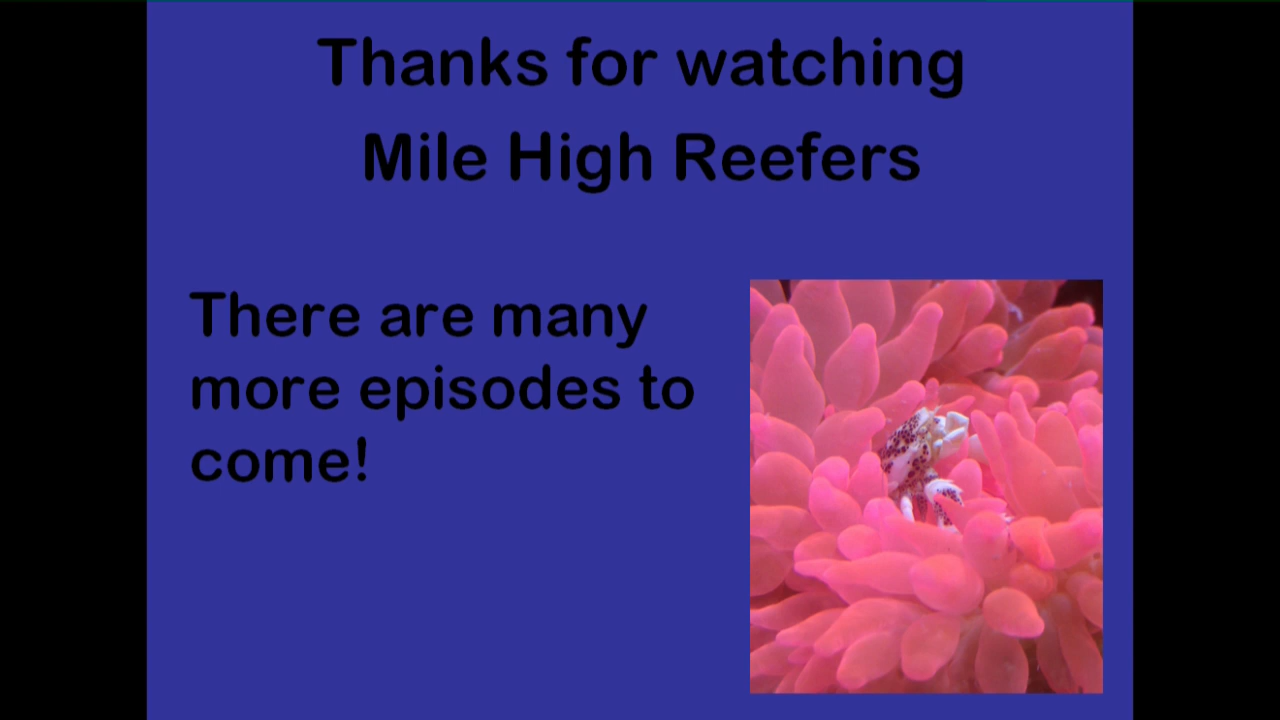 Thanks for watching
Mile High Reefers
There are many
more episodes to
come!